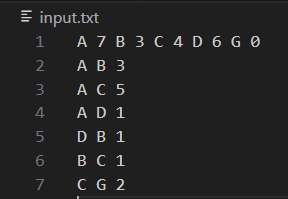 input.txt
1 A 7 B 3 C 4 D 6 G 0
2 A B 3
3 A C 5
4 A D 1
5 D B 1
6 B C 1
7 C G 2